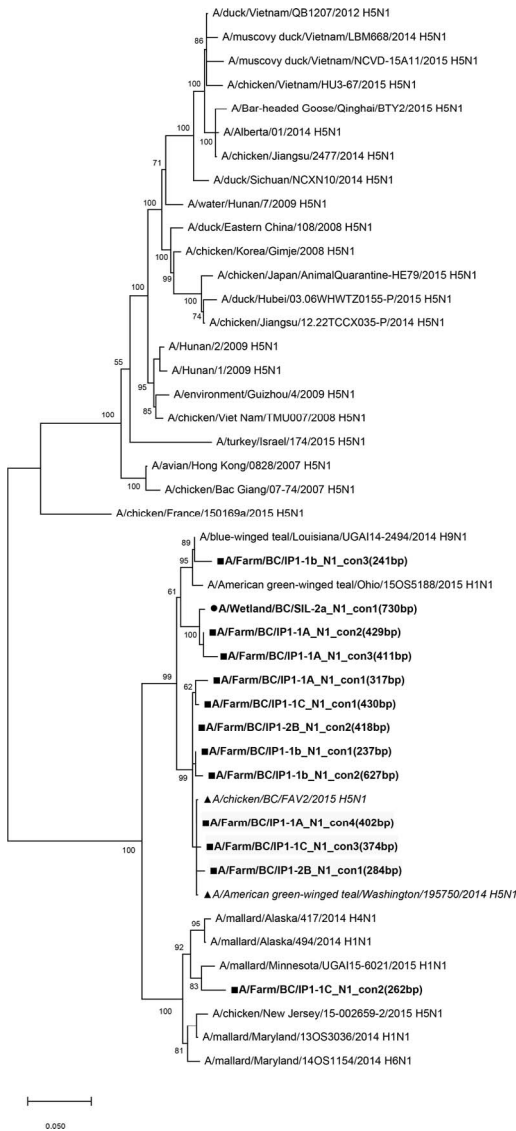 A/duck/Vietnam/QB1207/2012 H5N1
86
A/muscovy duck/Vietnam/LBM668/2014 H5N1
A/muscovy duck/Vietnam/NCVD-15A11/2015 H5N1
A/chicken/Vietnam/HU3-67/2015 H5N1
100
A/Bar-headed Goose/Qinghai/BTY2/2015 H5N1
A/Alberta/01/2014 H5N1
100
A/chicken/Jiangsu/2477/2014 H5N1
71
A/duck/Sichuan/NCXN10/2014 H5N1
100
A/water/Hunan/7/2009 H5N1
A/duck/Eastern China/108/2008 H5N1
100
A/chicken/Korea/Gimje/2008 H5N1
99
A/chicken/Japan/AnimalQuarantine-HE79/2015 H5N1
100
A/duck/Hubei/03.06WHWTZ0155-P/2015 H5N1
74
A/chicken/Jiangsu/12.22TCCX035-P/2014 H5N1
A/Hunan/2/2009 H5N1
55
A/Hunan/1/2009 H5N1
95
A/environment/Guizhou/4/2009 H5N1
85
A/chicken/Viet Nam/TMU007/2008 H5N1
100
A/turkey/Israel/174/2015 H5N1
A/avian/Hong Kong/0828/2007 H5N1
100
A/chicken/Bac Giang/07-74/2007 H5N1
A/chicken/France/150169a/2015 H5N1
A/blue-winged teal/Louisiana/UGAI14-2494/2014 H9N1
89
95
■A/Farm/BC/IP1-1b_N1_con3(241bp)
A/American green-winged teal/Ohio/15OS5188/2015 H1N1
61
●A/Wetland/BC/SIL-2a_N1_con1(730bp)
100
■A/Farm/BC/IP1-1A_N1_con2(429bp)
■A/Farm/BC/IP1-1A_N1_con3(411bp)
99
■A/Farm/BC/IP1-1A_N1_con1(317bp)
62
■A/Farm/BC/IP1-1C_N1_con1(430bp)
■A/Farm/BC/IP1-2B_N1_con2(418bp)
■A/Farm/BC/IP1-1b_N1_con1(237bp)
99
■A/Farm/BC/IP1-1b_N1_con2(627bp)
▲A/chicken/BC/FAV2/2015 H5N1
■A/Farm/BC/IP1-1A_N1_con4(402bp)
100
■A/Farm/BC/IP1-1C_N1_con3(374bp)
■A/Farm/BC/IP1-2B_N1_con1(284bp)
▲A/American green-winged teal/Washington/195750/2014 H5N1
A/mallard/Alaska/417/2014 H4N1
95
A/mallard/Alaska/494/2014 H1N1
92
A/mallard/Minnesota/UGAI15-6021/2015 H1N1
83
■A/Farm/BC/IP1-1C_N1_con2(262bp)
100
A/chicken/New Jersey/15-002659-2/2015 H5N1
A/mallard/Maryland/13OS3036/2014 H1N1
81
A/mallard/Maryland/14OS1154/2014 H6N1
0.050